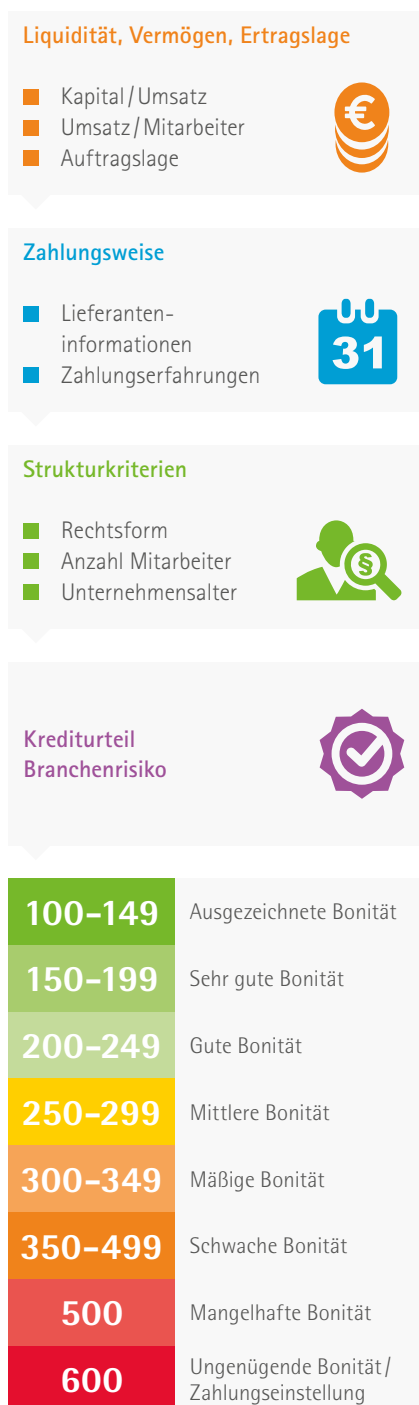 Liquidität, Vermögen, Ertragslage
Kapital/Umsatz
Umsatz/Mitarbeiter
Auftragslage
€
Zahlungsweise
Lieferanten-
informationen
Zahlungserfahrungen
31
Strukturkriterien
Rechtsform
Anzahl Mitarbeiter
Unternehmensalter
§
Krediturteil
Branchenrisiko
100–149 Ausgezeichnete Bonität
150–199 Sehr gute Bonität
200–249 Gute Bonität
250–299 Mittlere Bonität
300–349 Mäßige Bonität
350–499 Schwache Bonität
500 Mangelhafte Bonität
600 Ungenügende Bonität/
Zahlungseinstellung